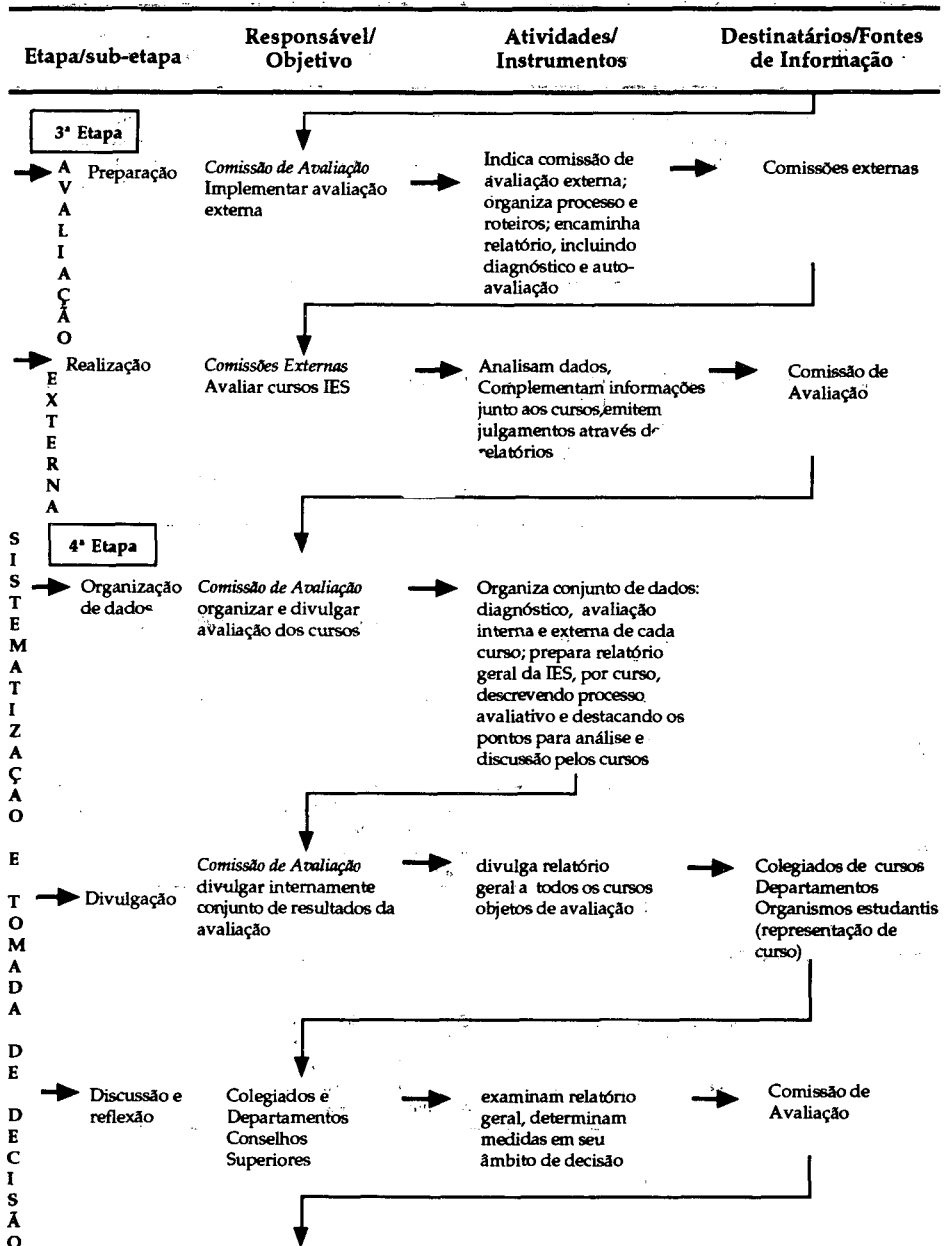 Etapa/sub-etapa
Responsável/
Objetivo
Atividades/
Instrumentos
Destinatários/Fontes
de Informação
3ª Etapa
AVALIAÇÃO EXTERNA
Preparação
Comissão de Avaliação
Implementar avaliação
externa
Indica comissão de
avaliação externa;
organiza processo e
roteiros; encaminha
relatório, incluindo
diagnóstico e auto-
avaliação
Comissões externas
Realização
Comissões Externas
Avaliar cursos IES
Analisam dados,
Complementam informações
junto aos cursos, emitem
julgamentos através de
relatórios
Comissão de
Avaliação
4ª Etapa
SISTEMATIZAÇÃO E TOMADA DE DECISÃO
Organização
de dados
Comissão de Avaliação
organizar e divulgar
avaliação dos cursos
Organiza conjunto de dados:
diagnóstico, avaliação
interna e externa de cada
curso; prepara relatório
geral da IES, por curso,
descrevendo processo
avaliativo e destacando os
pontos para análise e
discussão pelos cursos
Divulgação
Comissão de Avaliação
divulgar internamente
conjunto de resultados da
avaliação
divulga relatório
geral a todos os cursos
objetos de avaliação
Colegiados de cursos
Departamentos
Organismos estudantis
(representação de
curso)
Discussão e
reflexão
Colegiados e
Departamentos
Conselhos
Superiores
examinam relatório
geral, determinam
medidas em seu
âmbito de decisão
Comissão de
Avaliação